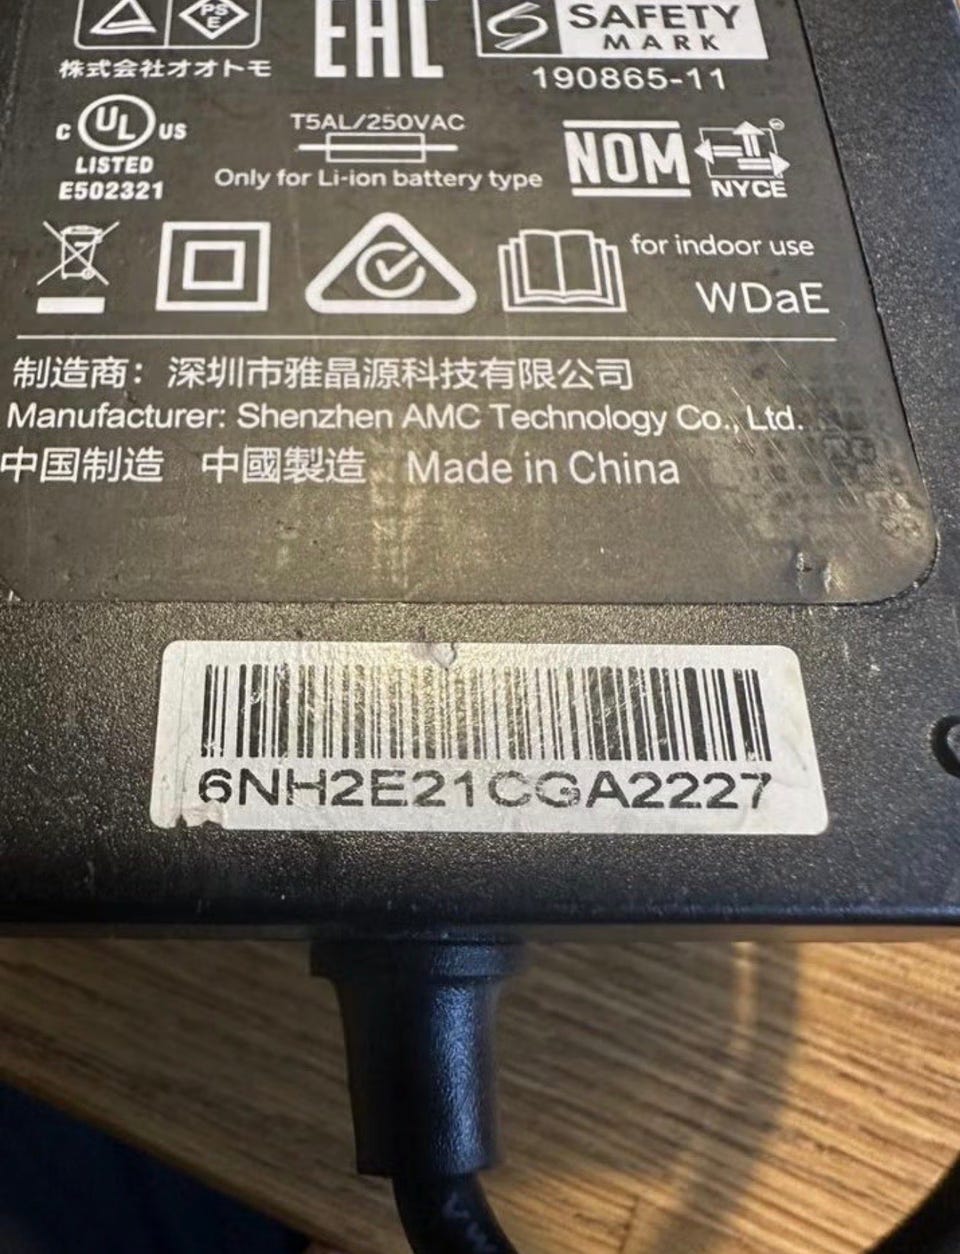 PS
E
SAFETY
MARK
株式会社オオトモ
EAC
190865-11
C UL US
LISTED
E502321
T5AL/250VAC
Only for Li-ion battery type
NOM
NYCE
for indoor use
WDaE
制造商：深圳市雅晶源科技有限公司
Manufacturer: Shenzhen AMC Technology Co., Ltd.
中国制造 中國製造 Made in China
6NH2E21CGA2227